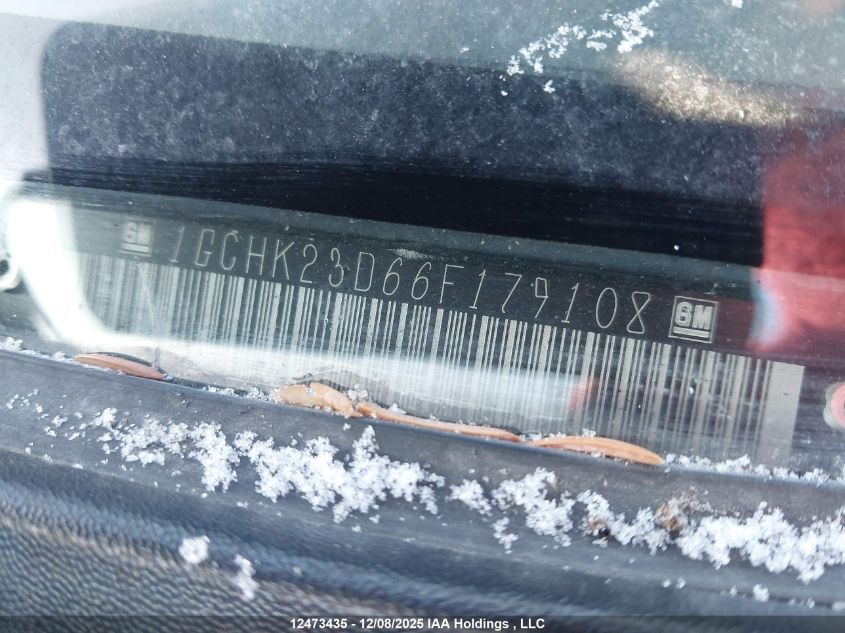 GM 1GCHK23D66F179108 GM
12473435 - 12/08/2025 IAA Holdings , LLC